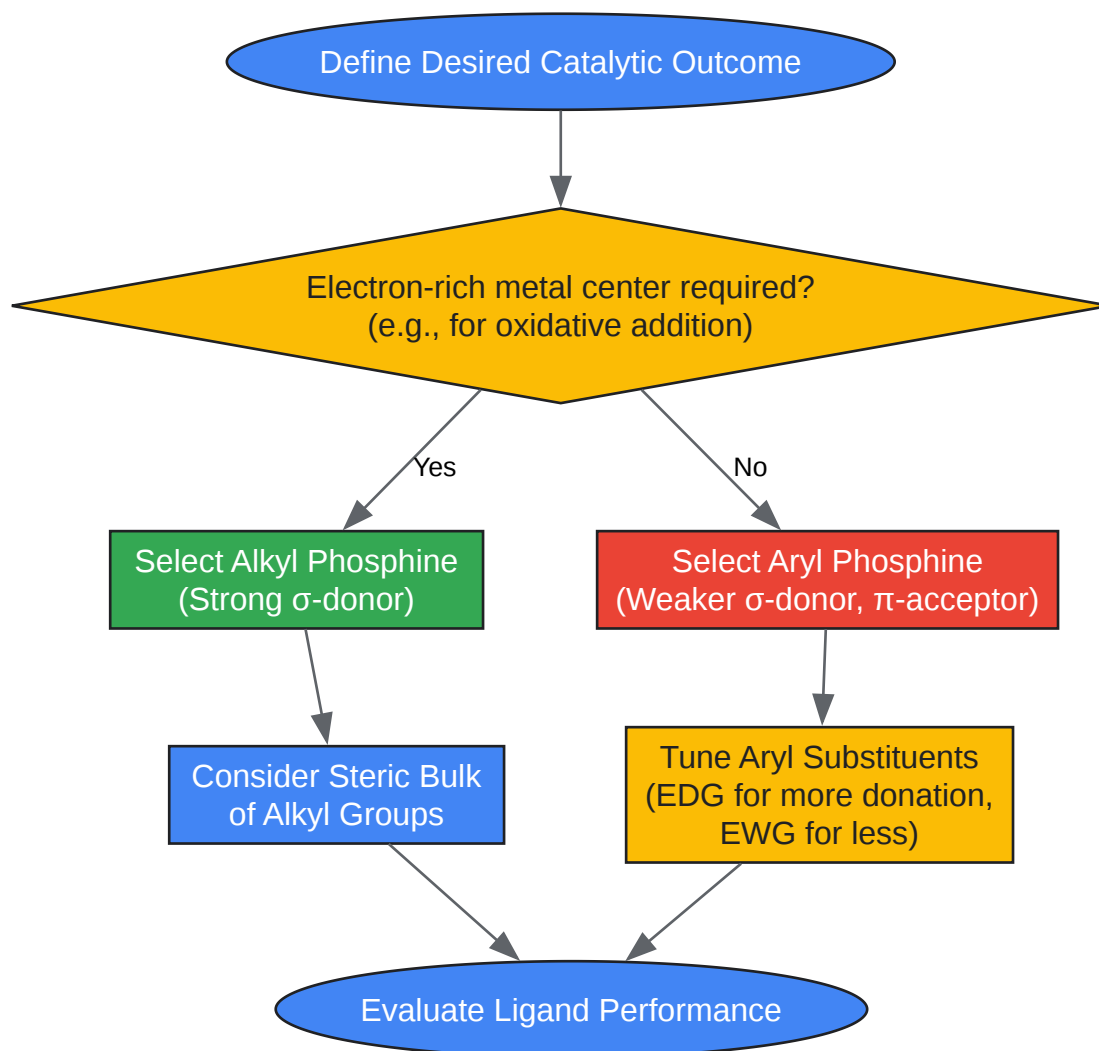 Define Desired Catalytic Outcome
Electron-rich metal center required?
(e.g., for oxidative addition)
Yes
No
Select Alkyl Phosphine
(Strong σ-donor)
Select Aryl Phosphine
(Weaker σ-donor, π-acceptor)
Consider Steric Bulk
of Alkyl Groups
Tune Aryl Substituents
(EDG for more donation,
EWG for less)
Evaluate Ligand Performance